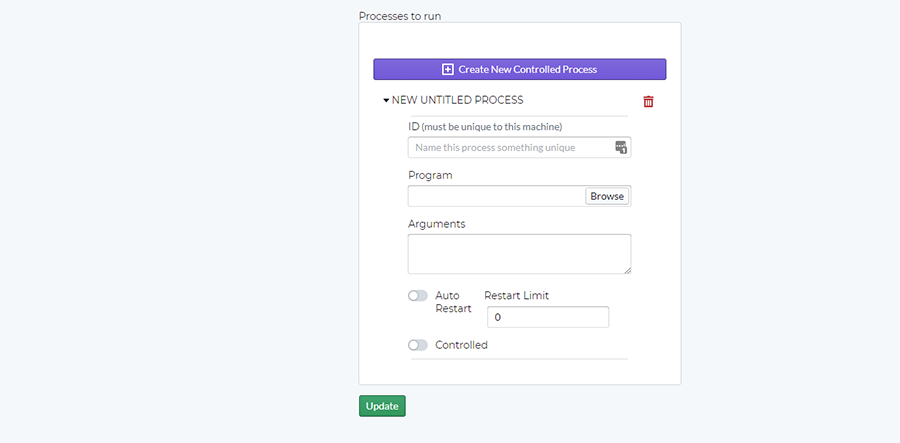 Processes to run
Create New Controlled Process
NEW UNTITLED PROCESS
ID (must be unique to this machine)
Name this process something unique
Program
Browse
Arguments
Auto Restart Limit
Restart
0
Controlled
Update